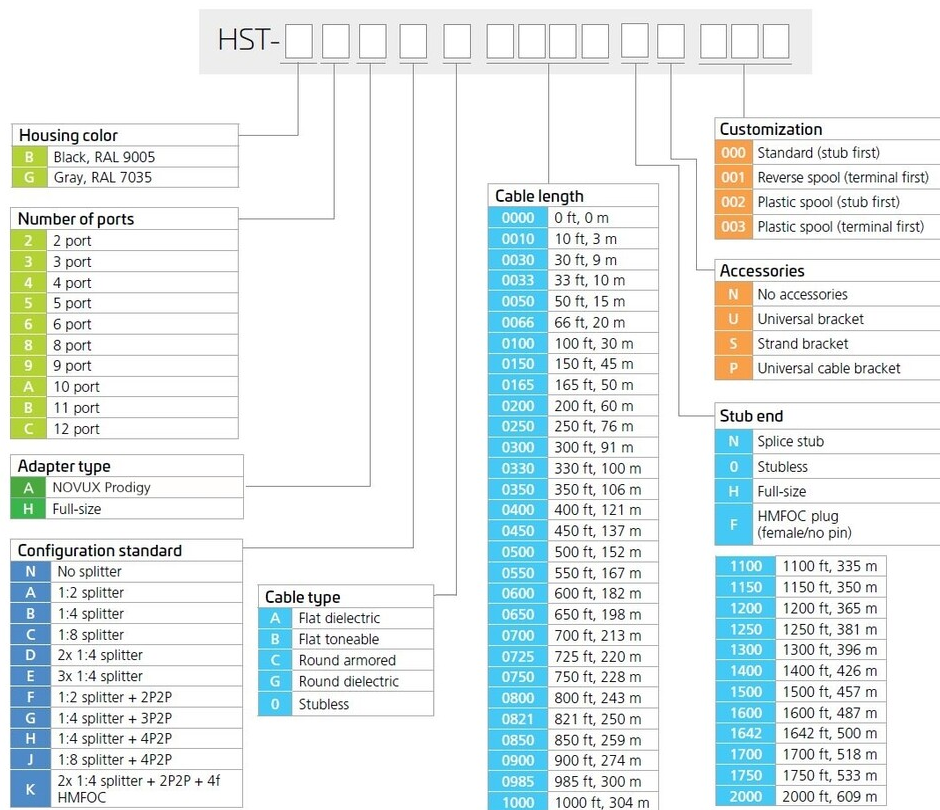 HST-
Housing color
B Black, RAL 9005
G Gray, RAL 7035
Number of ports
2 2 port
3 3 port
4 4 port
5 5 port
6 6 port
8 8 port
9 9 port
A 10 port
B 11 port
C 12 port
Adapter type
A NOVUX Prodigy
H Full-size
Configuration standard
N No splitter
A 1:2 splitter
B 1:4 splitter
C 1:8 splitter
D 2x 1:4 splitter
E 3x 1:4 splitter
F 1:2 splitter + 2P2P
G 1:4 splitter + 3P2P
H 1:4 splitter + 4P2P
J 1:8 splitter + 4P2P
K 2x 1:4 splitter + 2P2P + 4f
HMFOC
Cable type
A Flat dielectric
B Flat toneable
C Round armored
G Round dielectric
0 Stubless
Cable length
0000 0 ft, 0 m
0010 10 ft, 3 m
0030 30 ft, 9 m
0033 33 ft, 10 m
0050 50 ft, 15 m
0066 66 ft, 20 m
0100 100 ft, 30 m
0150 150 ft, 45 m
0165 165 ft, 50 m
0200 200 ft, 60 m
0250 250 ft, 76 m
0300 300 ft, 91 m
0330 330 ft, 100 m
0350 350 ft, 106 m
0400 400 ft, 121 m
0450 450 ft, 137 m
0500 500 ft, 152 m
0550 550 ft, 167 m
0600 600 ft, 182 m
0650 650 ft, 198 m
0700 700 ft, 213 m
0725 725 ft, 220 m
0750 750 ft, 228 m
0800 800 ft, 243 m
0821 821 ft, 250 m
0850 850 ft, 259 m
0900 900 ft, 274 m
0985 985 ft, 300 m
1000 1000 ft, 304 m
Customization
000 Standard (stub first)
001 Reverse spool (terminal first)
002 Plastic spool (stub first)
003 Plastic spool (terminal first)
Accessories
N No accessories
U Universal bracket
S Strand bracket
P Universal cable bracket
Stub end
N Splice stub
0 Stubless
H Full-size
F HMFOC plug
(female/no pin)
1100 1100 ft, 335 m
1150 1150 ft, 350 m
1200 1200 ft, 365 m
1250 1250 ft, 381 m
1300 1300 ft, 396 m
1400 1400 ft, 426 m
1500 1500 ft, 457 m
1600 1600 ft, 487 m
1642 1642 ft, 500 m
1700 1700 ft, 518 m
1750 1750 ft, 533 m
2000 2000 ft, 609 m